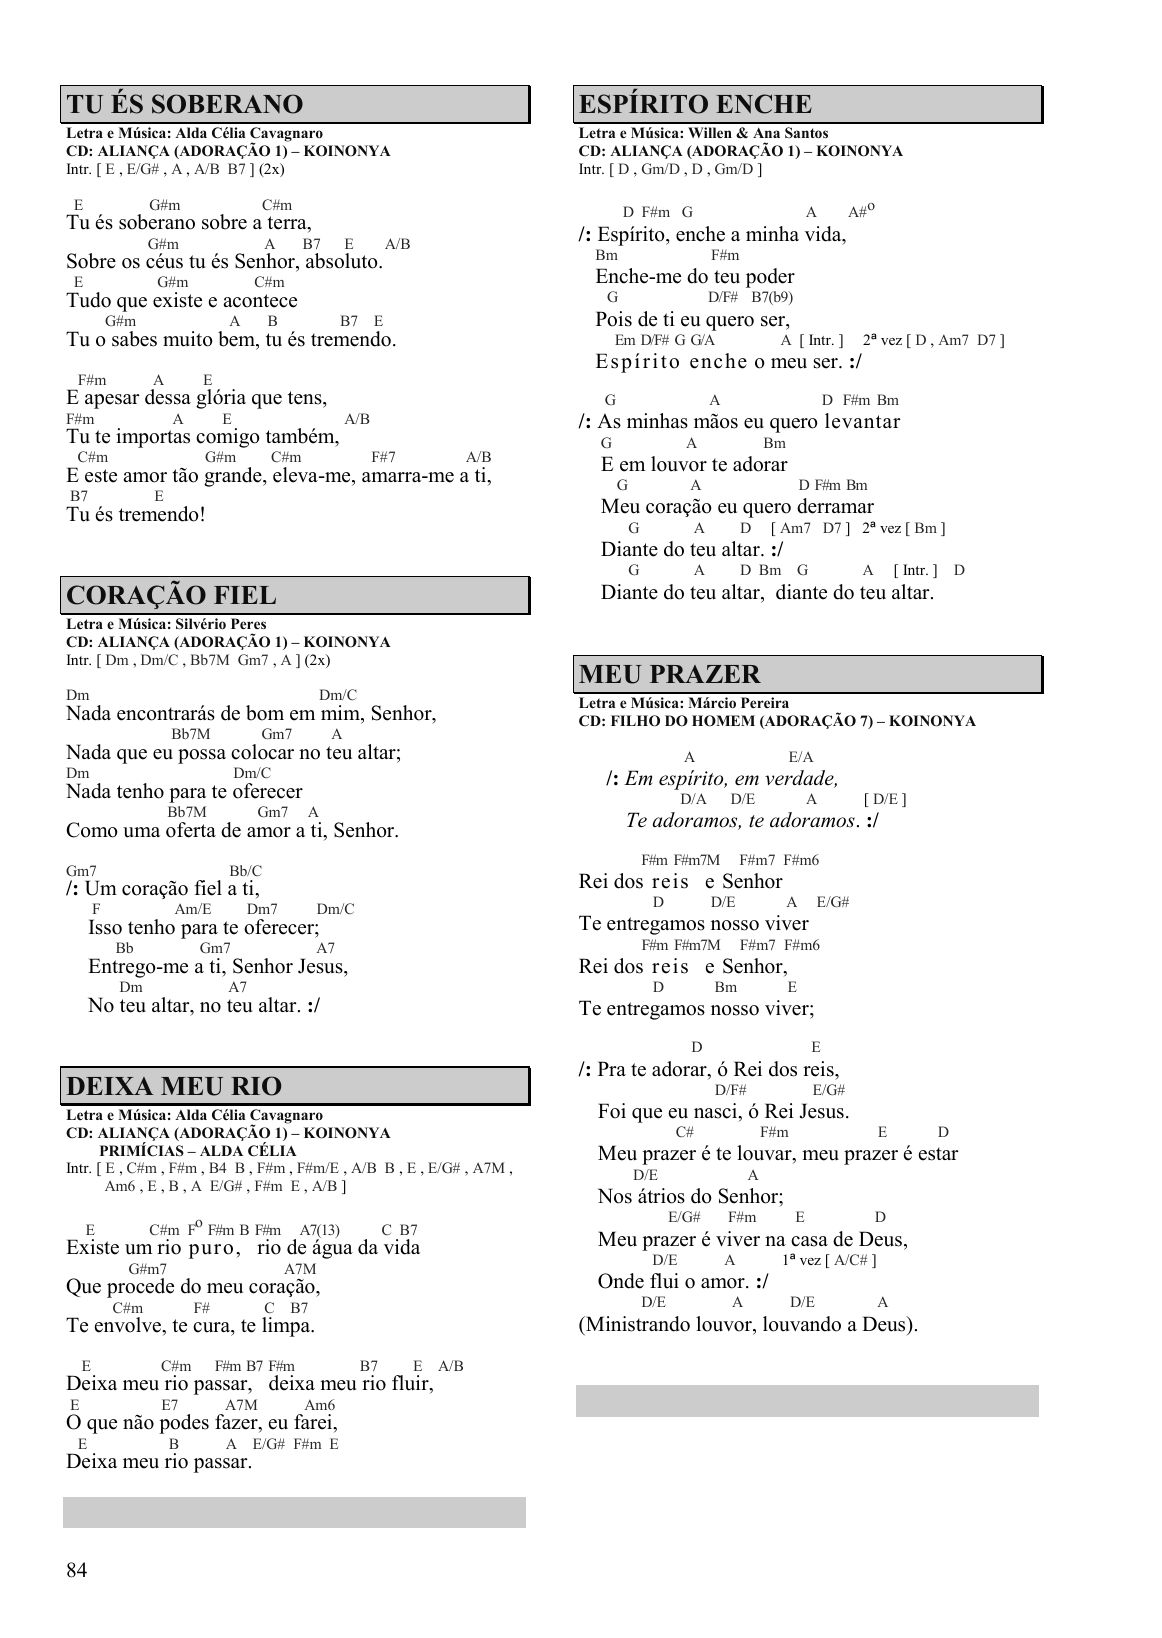 TU ÉS SOBERANO
Letra e Música: Alda Célia Cavagnaro
CD: ALIANÇA (ADORAÇÃO 1) – KOINONYA
Intr. [ E , E/G# , A , A/B B7 ] (2x)
E G#m C#m
Tu és soberano sobre a terra,
G#m A B7 E A/B
Sobre os céus tu és Senhor, absoluto.
E G#m C#m
Tudo que existe e acontece
G#m A B B7 E
Tu o sabes muito bem, tu és tremendo.
F#m A E
E apesar dessa glória que tens,
F#m A E A/B
Tu te importas comigo também,
C#m G#m C#m F#7 A/B
E este amor tão grande, eleva-me, amarra-me a ti,
B7 E
Tu és tremendo!
CORAÇÃO FIEL
Letra e Música: Silvério Peres
CD: ALIANÇA (ADORAÇÃO 1) – KOINONYA
Intr. [ Dm , Dm/C , Bb7M Gm7 , A ] (2x)
Dm Dm/C
Nada encontrarás de bom em mim, Senhor,
Bb7M Gm7 A
Nada que eu possa colocar no teu altar;
Dm Dm/C
Nada tenho para te oferecer
Bb7M Gm7 A
Como uma oferta de amor a ti, Senhor.
Gm7 Bb/C
/: Um coração fiel a ti,
F Am/E Dm7 Dm/C
Isso tenho para te oferecer;
Bb Gm7 A7
Entrego-me a ti, Senhor Jesus,
Dm A7
No teu altar, no teu altar. :/
DEIXA MEU RIO
Letra e Música: Alda Célia Cavagnaro
CD: ALIANÇA (ADORAÇÃO 1) – KOINONYA
PRIMÍCIAS – ALDA CÉLIA
Intr. [ E , C#m , F#m , B4 B , F#m , F#m/E , A/B B , E , E/G# , A7M ,
Am6 , E , B , A E/G# , F#m E , A/B ]
E C#m Fº F#m B F#m A7(13) C B7
Existe um rio puro, rio de água da vida
G#m7 A7M
Que procede do meu coração,
C#m F# C B7
Te envolve, te cura, te limpa.
E C#m F#m B7 F#m B7 E A/B
Deixa meu rio passar, deixa meu rio fluir,
E E7 A7M Am6
O que não podes fazer, eu farei,
E B A E/G# F#m E
Deixa meu rio passar.
84
ESPÍRITO ENCHE
Letra e Música: Willen & Ana Santos
CD: ALIANÇA (ADORAÇÃO 1) – KOINONYA
Intr. [ D , Gm/D , D , Gm/D ]
D F#m G A A#º
/: Espírito, enche a minha vida,
Bm F#m
Enche-me do teu poder
G D/F# B7(b9)
Pois de ti eu quero ser,
Em D/F# G G/A A [ Intr. ] 2ª vez [ D , Am7 D7 ]
Espírito enche o meu ser. :/
G A D F#m Bm
/: As minhas mãos eu quero levantar
G A Bm
E em louvor te adorar
G A D F#m Bm
Meu coração eu quero derramar
G A D [ Am7 D7 ] 2ª vez [ Bm ]
Diante do teu altar. :/
G A D Bm G A [ Intr. ] D
Diante do teu altar, diante do teu altar.
MEU PRAZER
Letra e Música: Márcio Pereira
CD: FILHO DO HOMEM (ADORAÇÃO 7) – KOINONYA
A E/A
/: Em espírito, em verdade,
D/A D/E A [ D/E ]
Te adoramos, te adoramos. :/
F#m F#m7M F#m7 F#m6
Rei dos reis e Senhor
D D/E A E/G#
Te entregamos nosso viver
F#m F#m7M F#m7 F#m6
Rei dos reis e Senhor,
D Bm E
Te entregamos nosso viver;
D E
/: Pra te adorar, ó Rei dos reis,
D/F# E/G#
Foi que eu nasci, ó Rei Jesus.
C# F#m E D
Meu prazer é te louvar, meu prazer é estar
D/E A
Nos átrios do Senhor;
E/G# F#m E D
Meu prazer é viver na casa de Deus,
D/E A 1ª vez [ A/C# ]
Onde flui o amor. :/
D/E A D/E A
(Ministrando louvor, louvando a Deus).